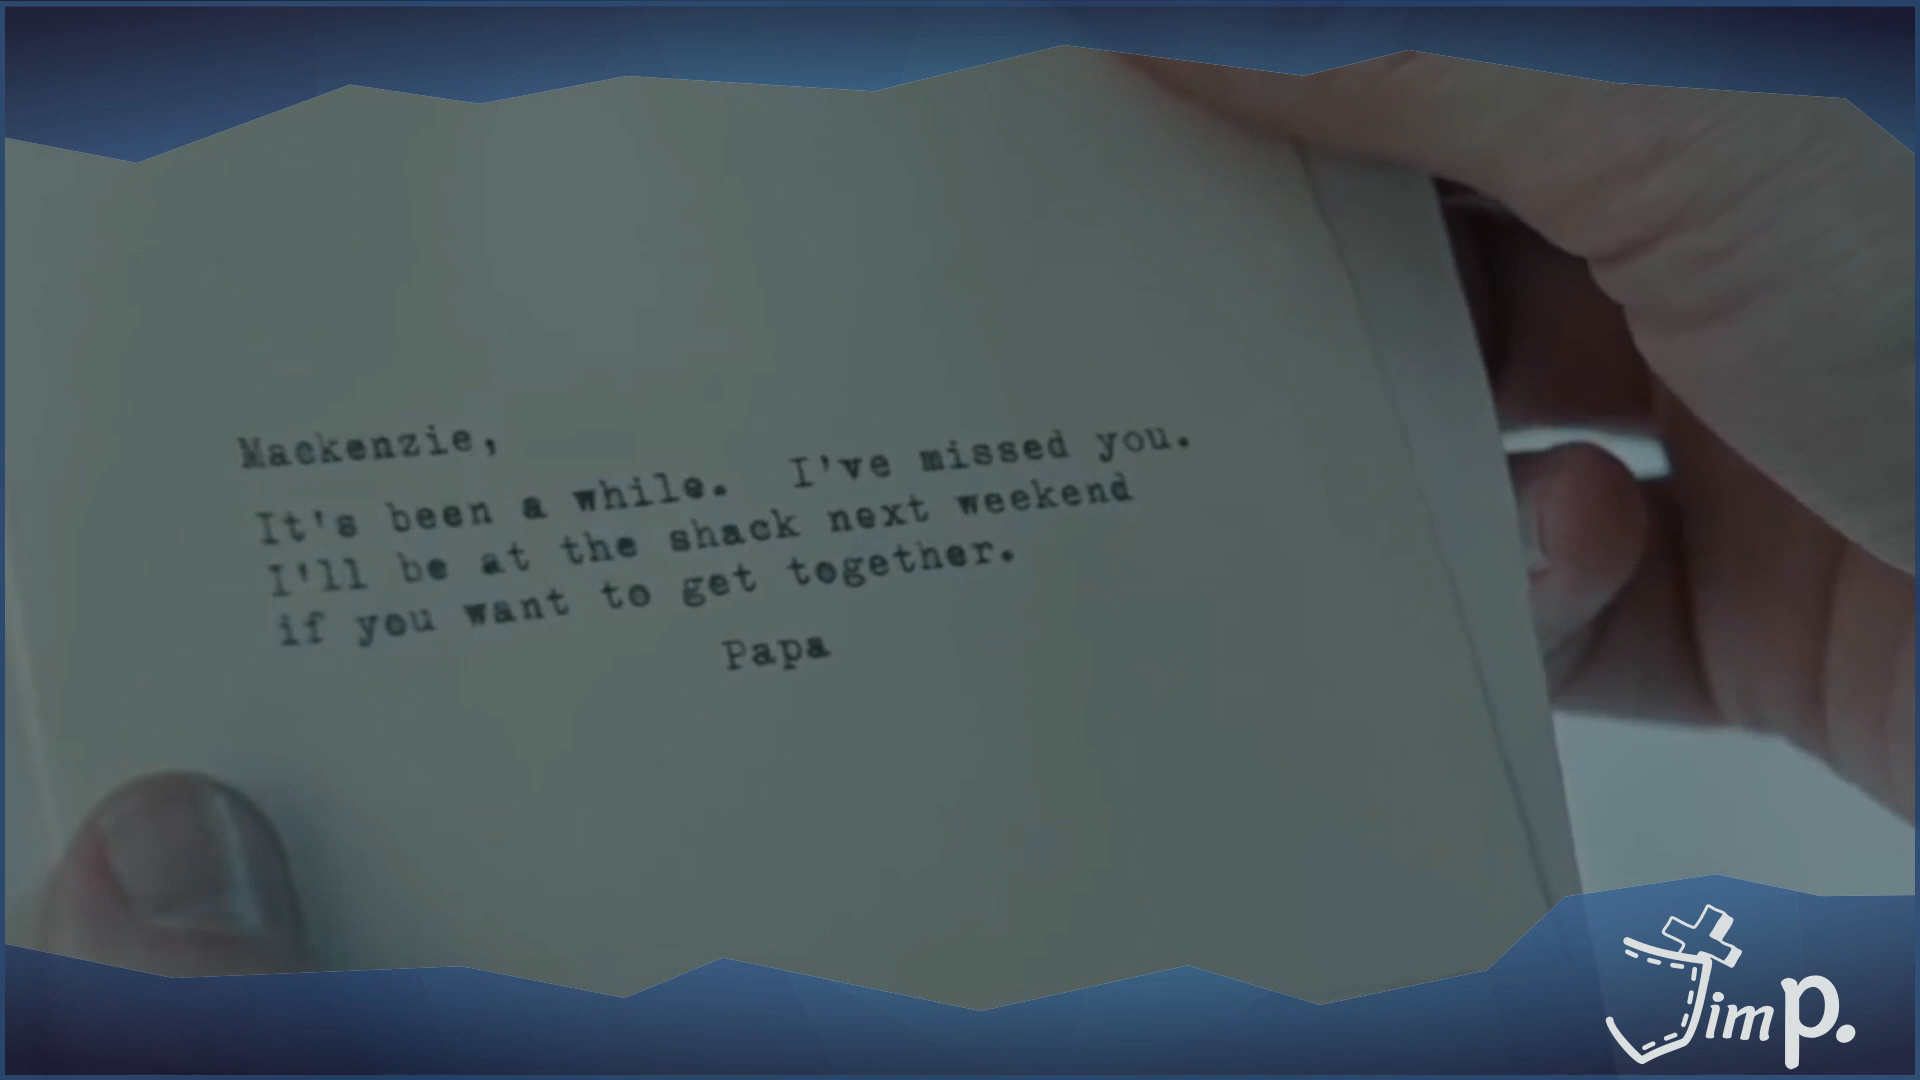 Mackenzie,
It's been a while. I've missed you.
I'll be at the shack next weekend
if you want to get together.
Papa
Jim P.